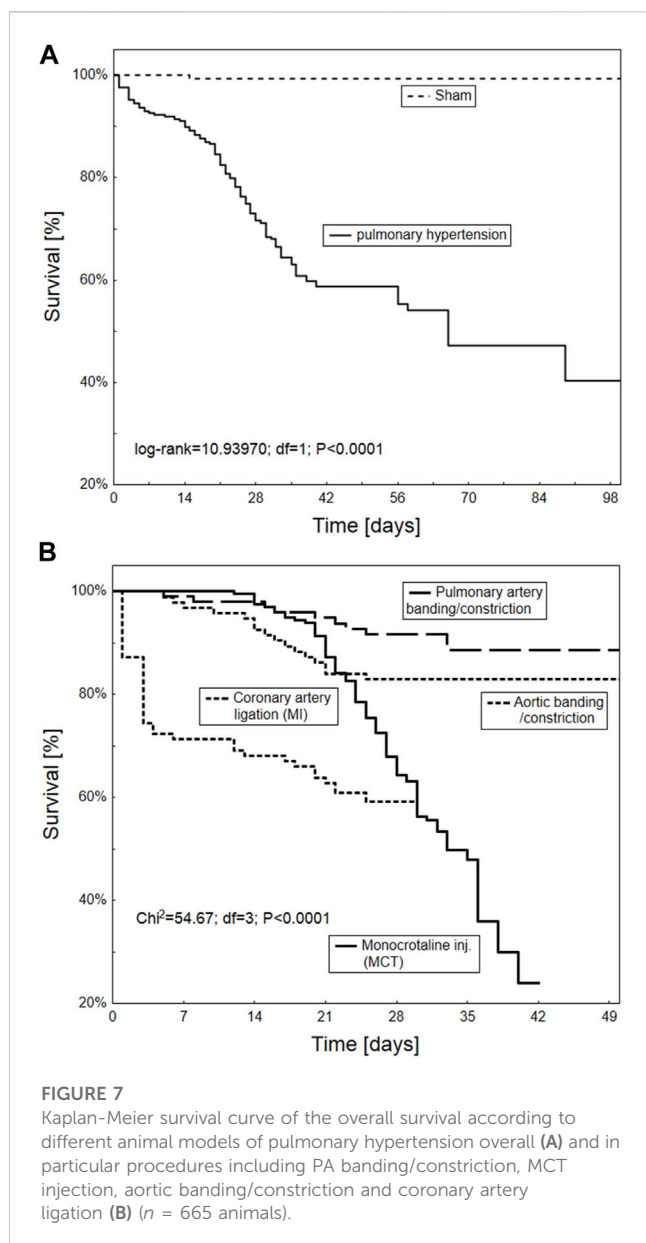 A
100%
80%
60%
40%
20%
Survival [%]
Sham
pulmonary hypertension
log-rank=10.93970; df=1; P<0.0001
0 14 28 42 56 70 84 98
Time [days]
B
100%
80%
60%
40%
20%
Survival [%]
Pulmonary artery
banding/constriction
Coronary artery
ligation (MI)
Aortic banding
/constriction
Chi²=54.67; df=3; P<0.0001
Monocrotaline inj.
(MCT)
0 7 14 21 28 35 42 49
Time [days]
FIGURE 7
Kaplan-Meier survival curve of the overall survival according to
different animal models of pulmonary hypertension overall (A) and in
particular procedures including PA banding/constriction, MCT
injection, aortic banding/constriction and coronary artery
ligation (B) (n = 665 animals).